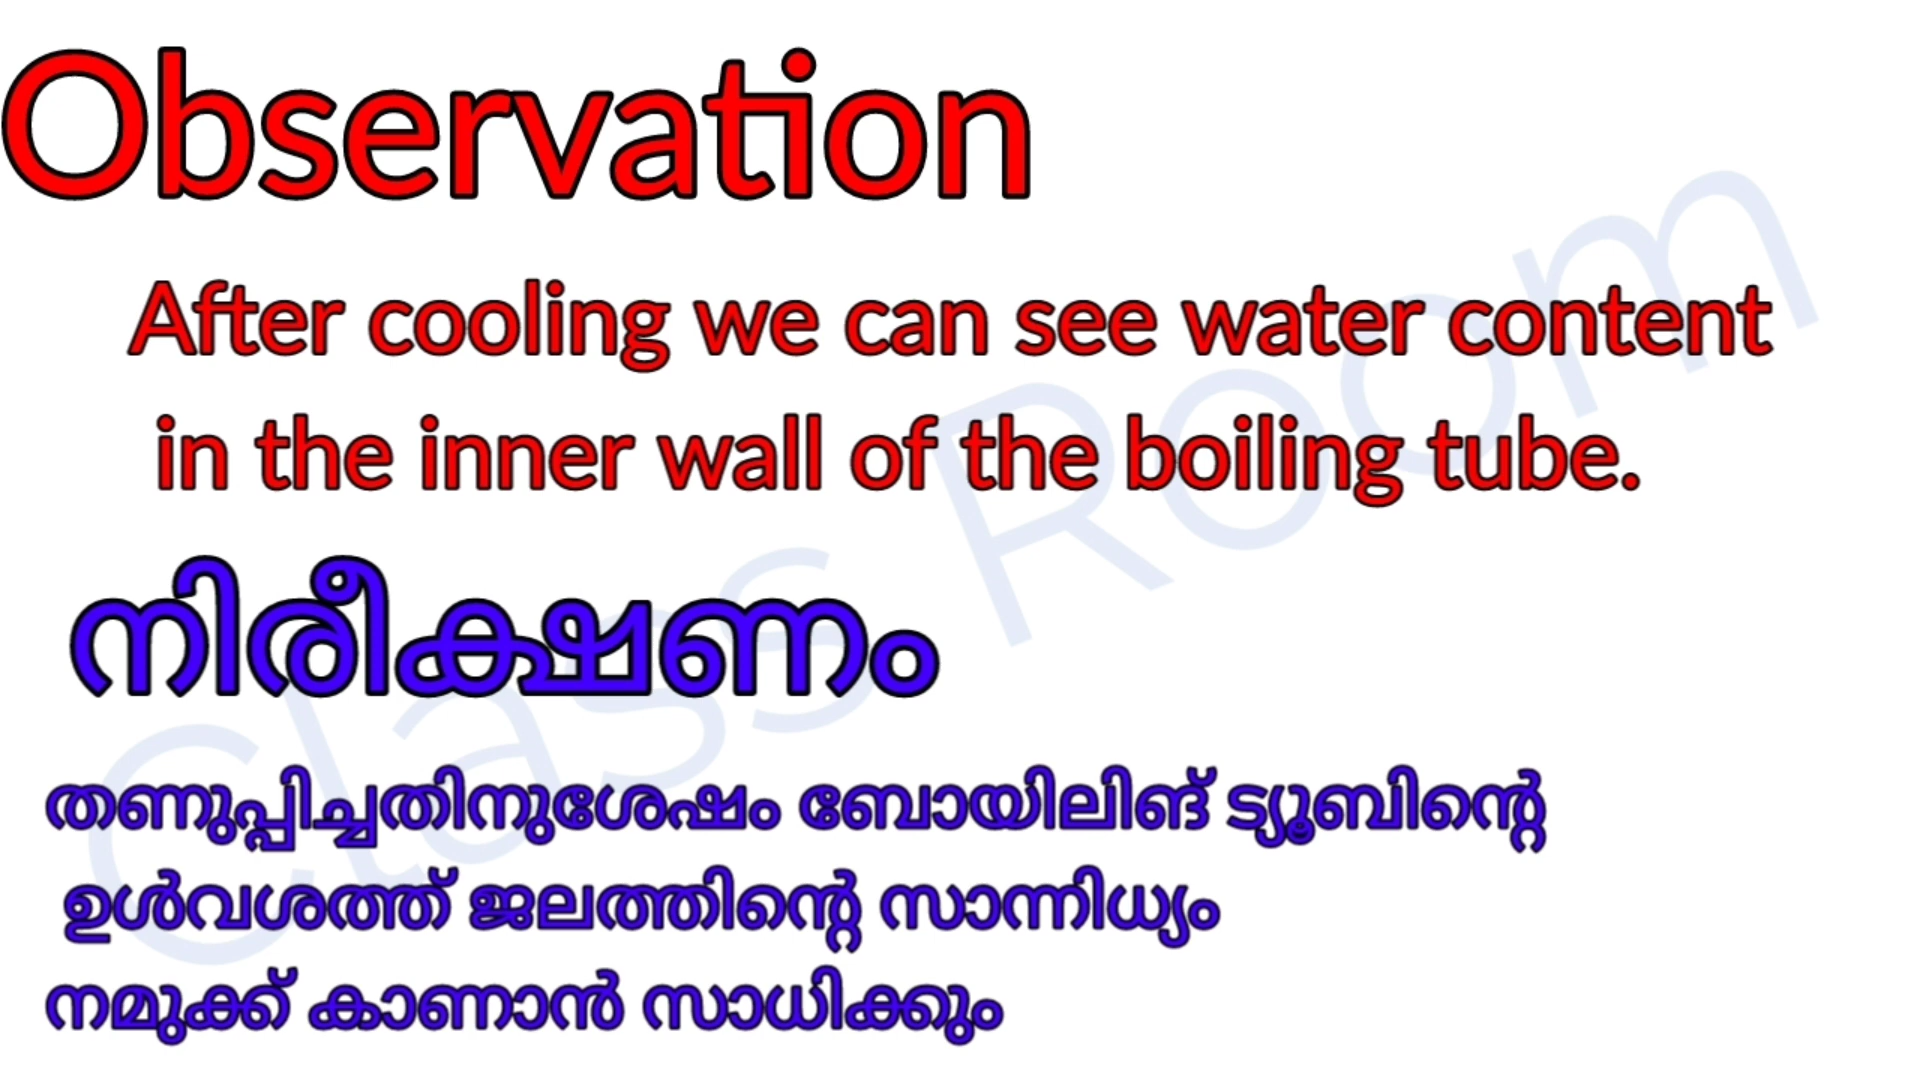 Observation
After cooling we can see water content
in the inner wall of the boiling tube.
നിരീക്ഷണം
തണുപ്പിച്ചതിനുശേഷം ബോയിലിങ് ട്യൂബിന്റെ
ഉൾവശത്ത് ജലത്തിന്റെ സാന്നിധ്യം
നമുക്ക് കാണാൻ സാധിക്കും
Class Room